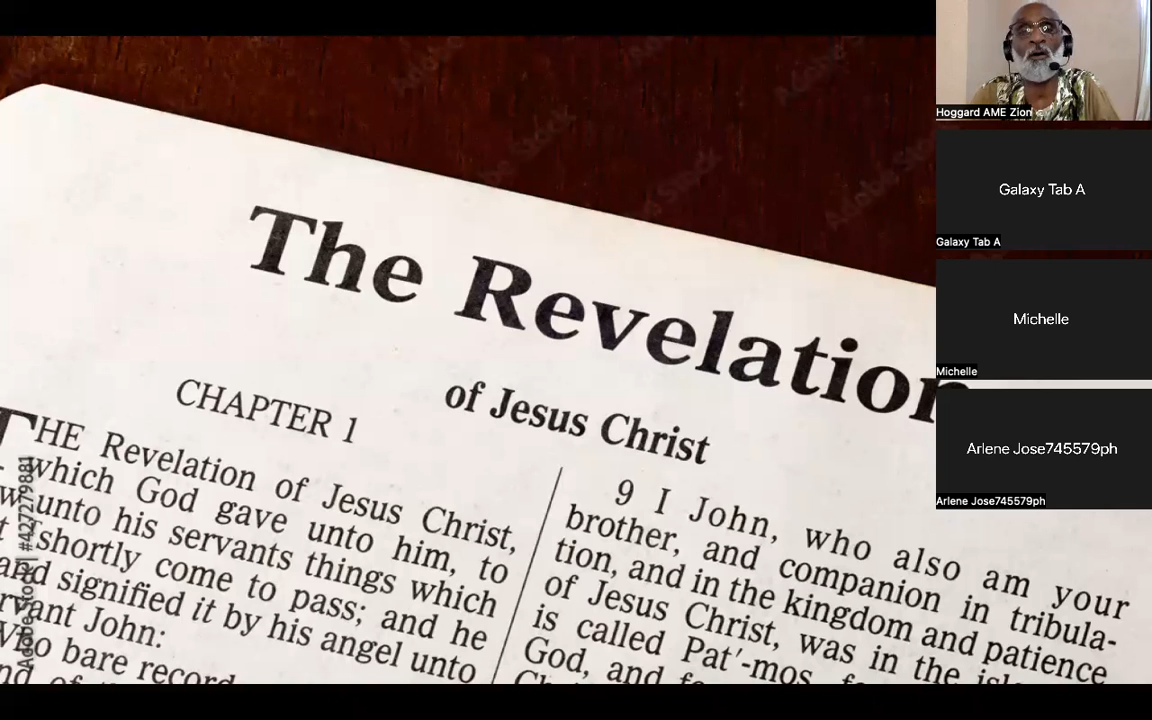 The Revelation
of Jesus Christ
CHAPTER 1
THE Revelation of Jesus Christ,
which God gave unto him, to
unto his servants things which
shortly come to pass; and he
and signified it by his angel unto
servant John:
Who bare record
9 I John, who also am your
brother, and companion in tribula-
tion, and in the kingdom and patience
of Jesus Christ, was in the
is called Pat'-mos,
God, and
Adobe Stock | #427279881
Hoggard AME Zion
Galaxy Tab A
Galaxy Tab A
Michelle
Michelle
Arlene Jose745579ph
Arlene Jose745579ph